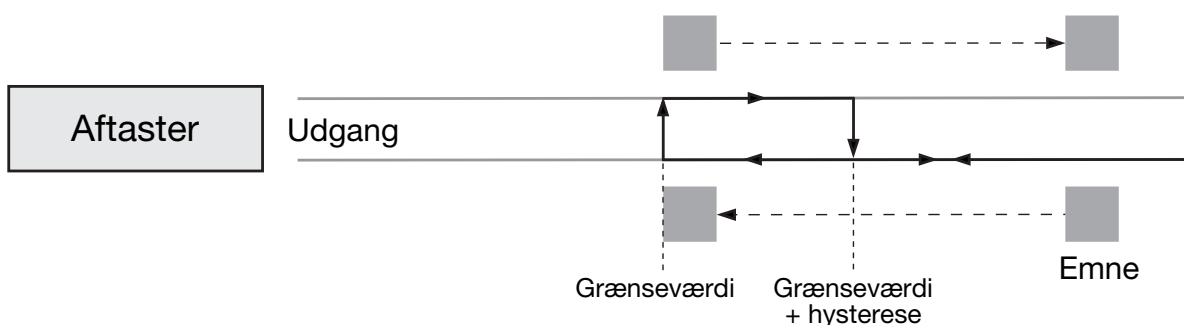 Aftaster
Udgang
Emne
Grænseværdi
Grænseværdi
+ hysterese